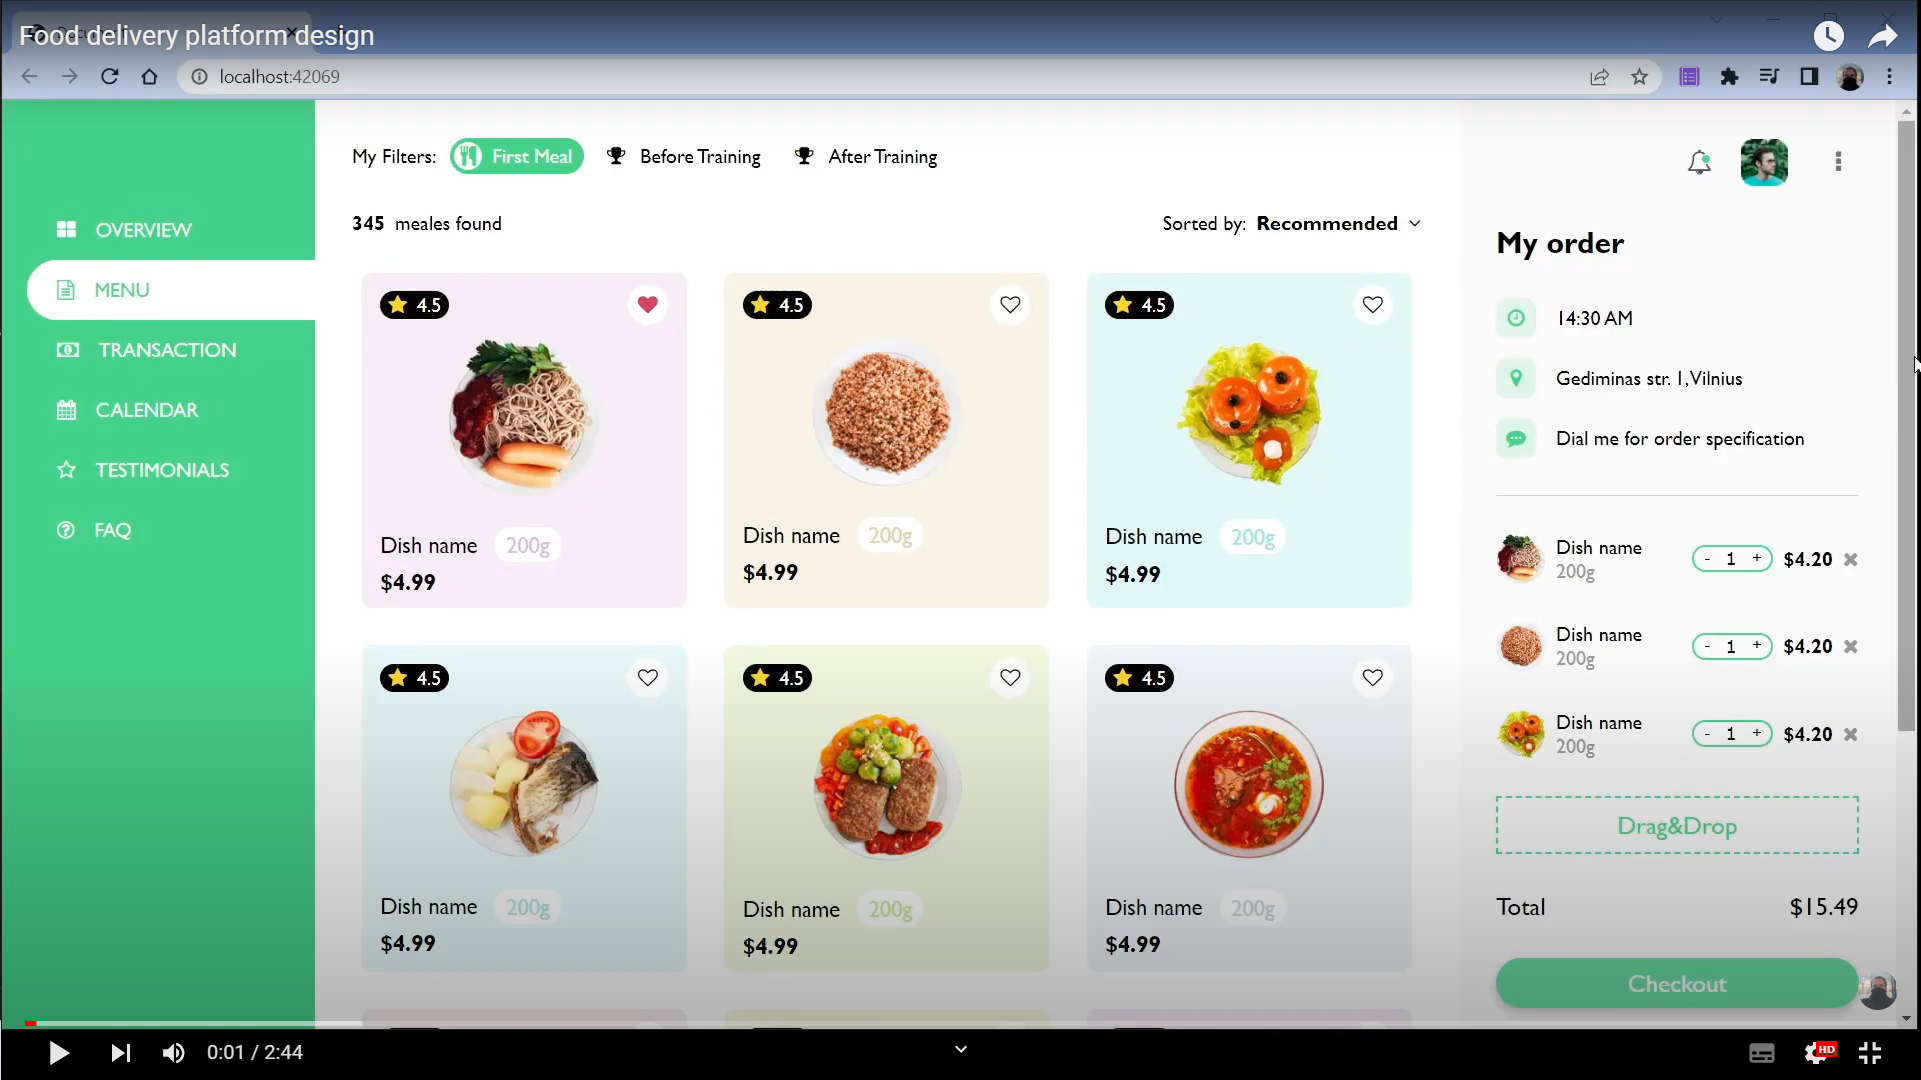 Food delivery platform design
localhost:42069
My Filters: First Meal Before Training After Training
345 meales found
Sorted by: Recommended
OVERVIEW
MENU
TRANSACTION
CALENDAR
TESTIMONIALS
FAQ
4.5
4.5
4.5
Dish name 200g
$4.99
Dish name 200g
$4.99
Dish name 200g
$4.99
4.5
4.5
4.5
Dish name 200g
$4.99
Dish name 200g
$4.99
Dish name 200g
$4.99
My order
14:30 AM
Gediminas str. 1,Vilnius
Dial me for order specification
Dish name
200g
- 1 + $4.20
Dish name
200g
- 1 + $4.20
Dish name
200g
- 1 + $4.20
Drag&Drop
Total $15.49
Checkout
0:01 / 2:44
HD